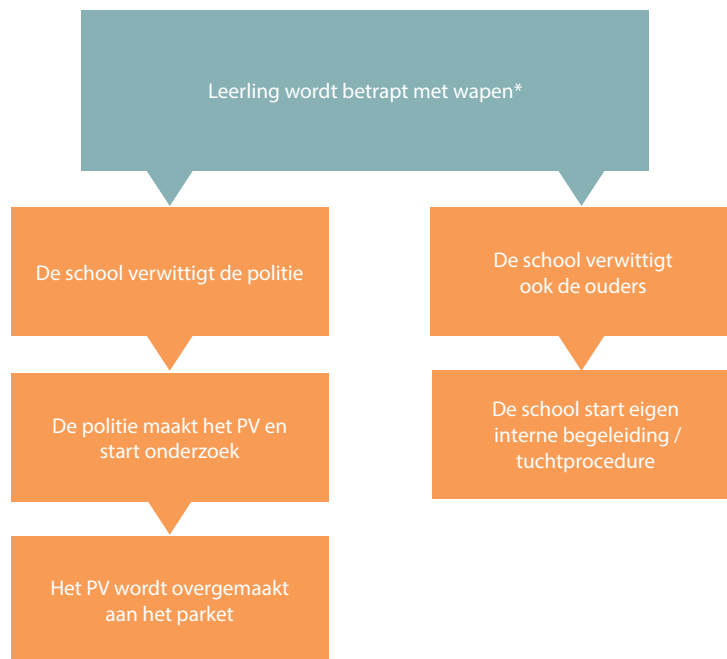 Leerling wordt betrapt met wapen*
De school verwittigt de politie
De school verwittigt
ook de ouders
De politie maakt het PV en
start onderzoek
De school start eigen
interne begeleiding /
tuchtprocedure
Het PV wordt overgemaakt
aan het parket